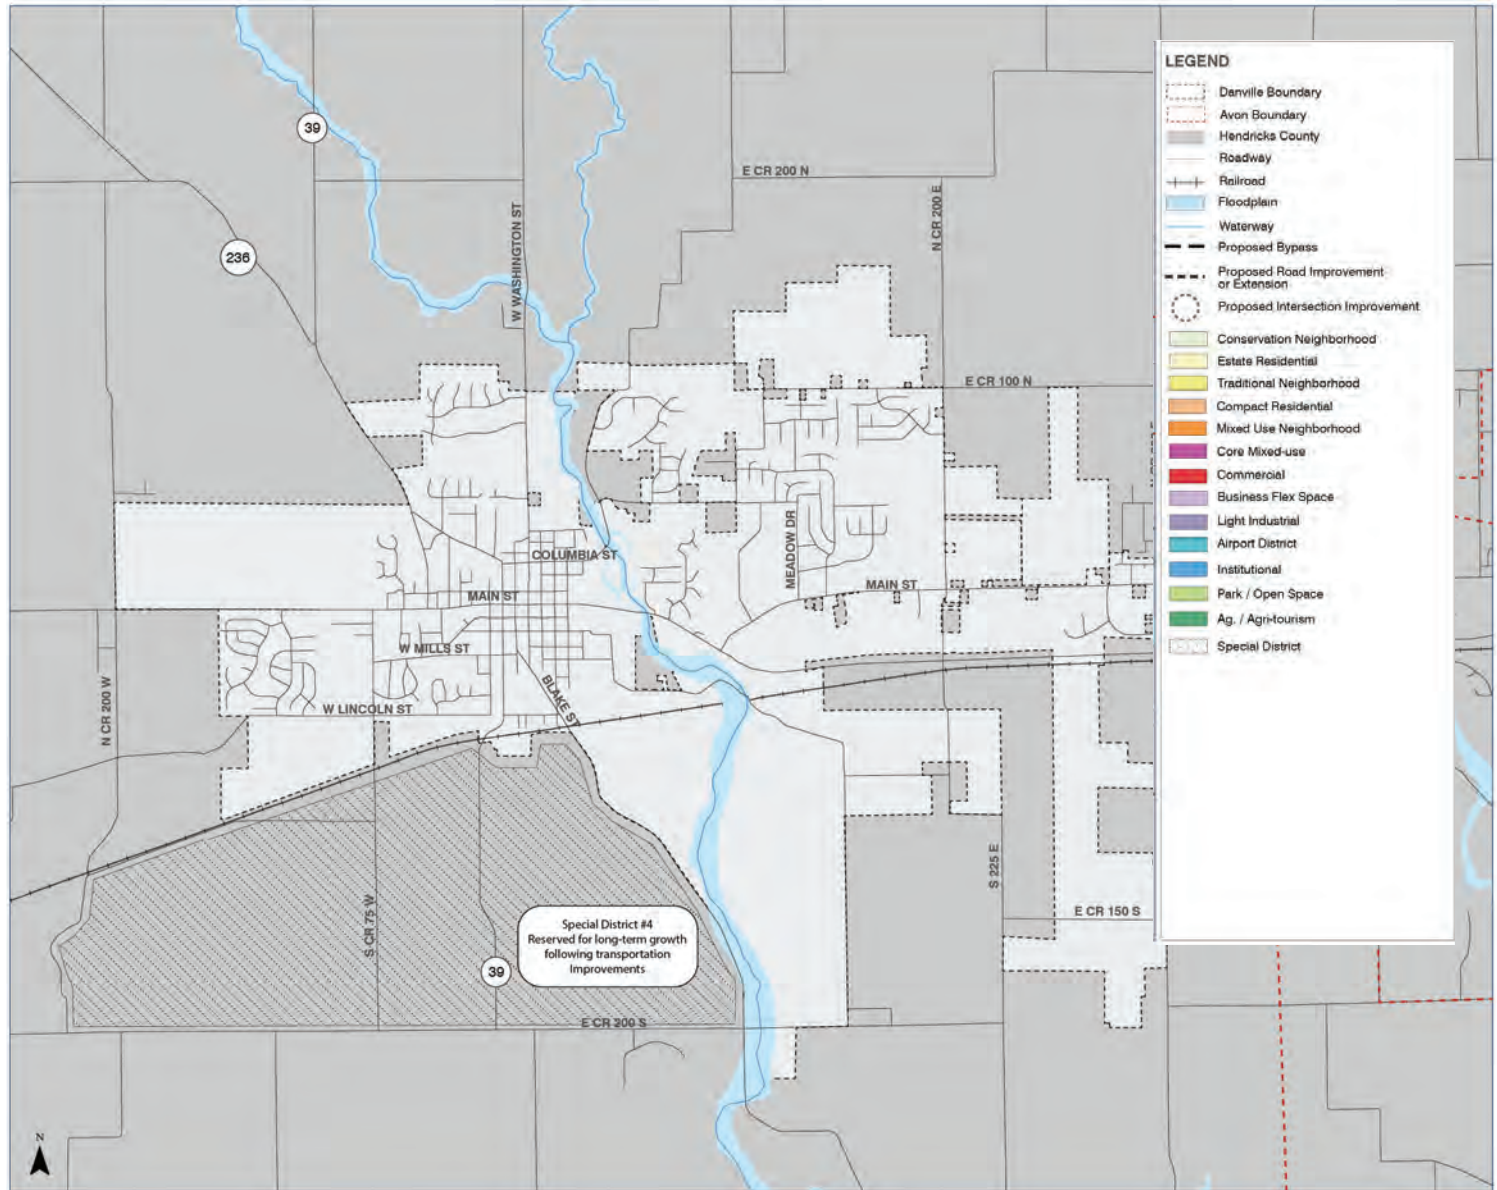 LEGEND
Danville Boundary
Avon Boundary
Hendricks County
Roadway
Railroad
Floodplain
Waterway
Proposed Bypass
Proposed Road Improvement
or Extension
Proposed Intersection Improvement
Conservation Neighborhood
Estate Residential
Traditional Neighborhood
Compact Residential
Mixed Use Neighborhood
Core Mixed-use
Commercial
Business Flex Space
Light Industrial
Airport District
Institutional
Park / Open Space
Ag. / Agri-tourism
Special District
39
E CR 200 N
N CR 200 E
W WASHINGTON ST
236
E CR 100 N
COLUMBIA ST
MEADOW DR
MAIN ST
MAIN ST
W MILLS ST
BLAKE ST
N CR 200 W
W LINCOLN ST
S 225 E
S CR 75 W
E CR 150 S
Special District #4
Reserved for long-term growth
following transportation
Improvements
39
E CR 200 S
N